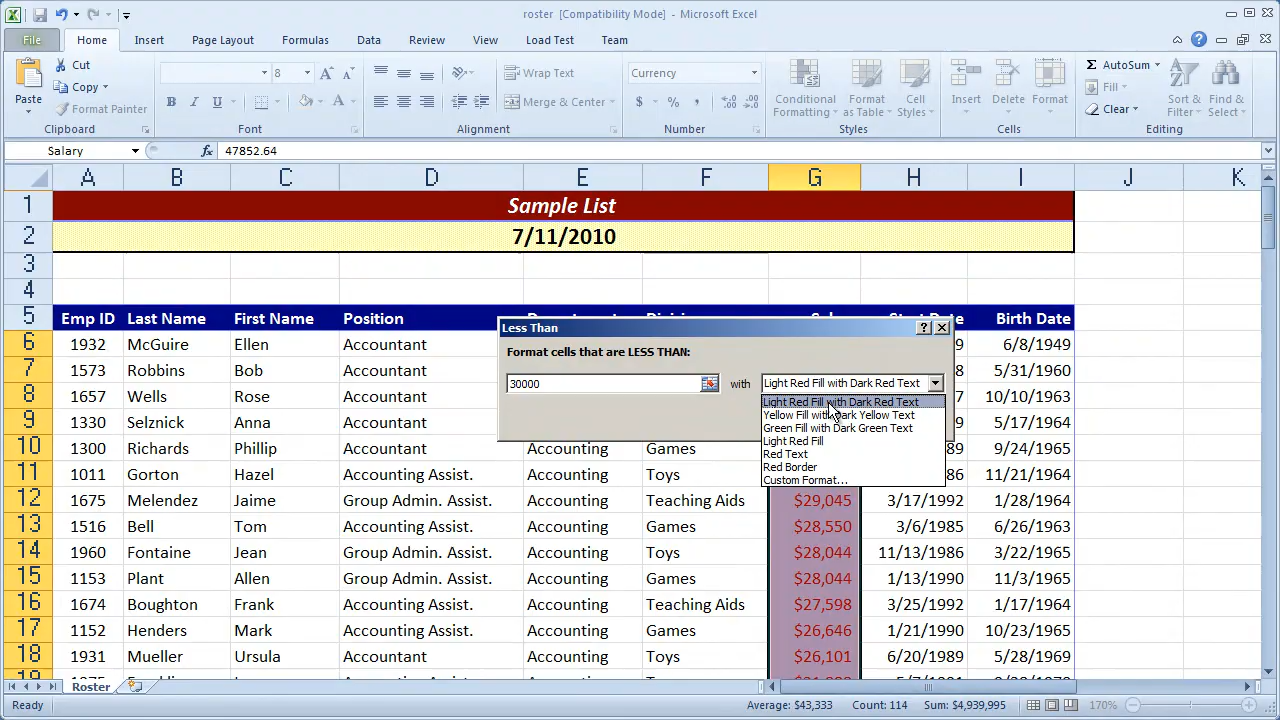 roster [Compatibility Mode] - Microsoft Excel
File Home Insert Page Layout Formulas Data Review View Load Test Team
Paste Cut Copy Format Painter Clipboard
8 B I U A A A Font
Wrap Text Merge & Center Alignment
Currency $ % , .0 .00 .00 .0 Number
Conditional Formatting Format as Table Cell Styles Styles
Insert Delete Format Cells
Σ AutoSum Fill Clear Sort & Filter Find & Select Editing
Salary fx 47852.64
A B C D E F G H I J K
1 Sample List
2 7/11/2010
3
4
5 Emp ID Last Name First Name Position Birth Date
6 1932 McGuire Ellen Accountant 6/8/1949
7 1573 Robbins Bob Accountant 5/31/1960
8 1657 Wells Rose Accountant 10/10/1963
9 1330 Selznick Anna Accountant 5/17/1964
10 1300 Richards Phillip Accountant Accounting Games 9/24/1965
11 1011 Gorton Hazel Accounting Assist. Accounting Toys 11/21/1964
12 1675 Melendez Jaime Group Admin. Assist. Accounting Teaching Aids $29,045 3/17/1992 1/28/1964
13 1516 Bell Tom Accounting Assist. Accounting Games $28,550 3/6/1985 6/26/1963
14 1960 Fontaine Jean Group Admin. Assist. Accounting Toys $28,044 11/13/1986 3/22/1965
15 1153 Plant Allen Group Admin. Assist. Accounting Games $28,044 1/13/1990 11/3/1965
16 1674 Boughton Frank Accounting Assist. Accounting Teaching Aids $27,598 3/25/1992 1/17/1964
17 1152 Henders Mark Accounting Assist. Accounting Games $26,646 1/21/1990 10/23/1965
18 1931 Mueller Ursula Accounting Assist. Accounting Toys $26,101 6/20/1989 5/28/1969
Less Than
Format cells that are LESS THAN:
30000 with Light Red Fill with Dark Red Text
Light Red Fill with Dark Red Text
Yellow Fill with Dark Yellow Text
Green Fill with Dark Green Text
Light Red Fill
Red Text
Red Border
Custom Format...
Roster
Ready Average: $43,333 Count: 114 Sum: $4,939,995 170%